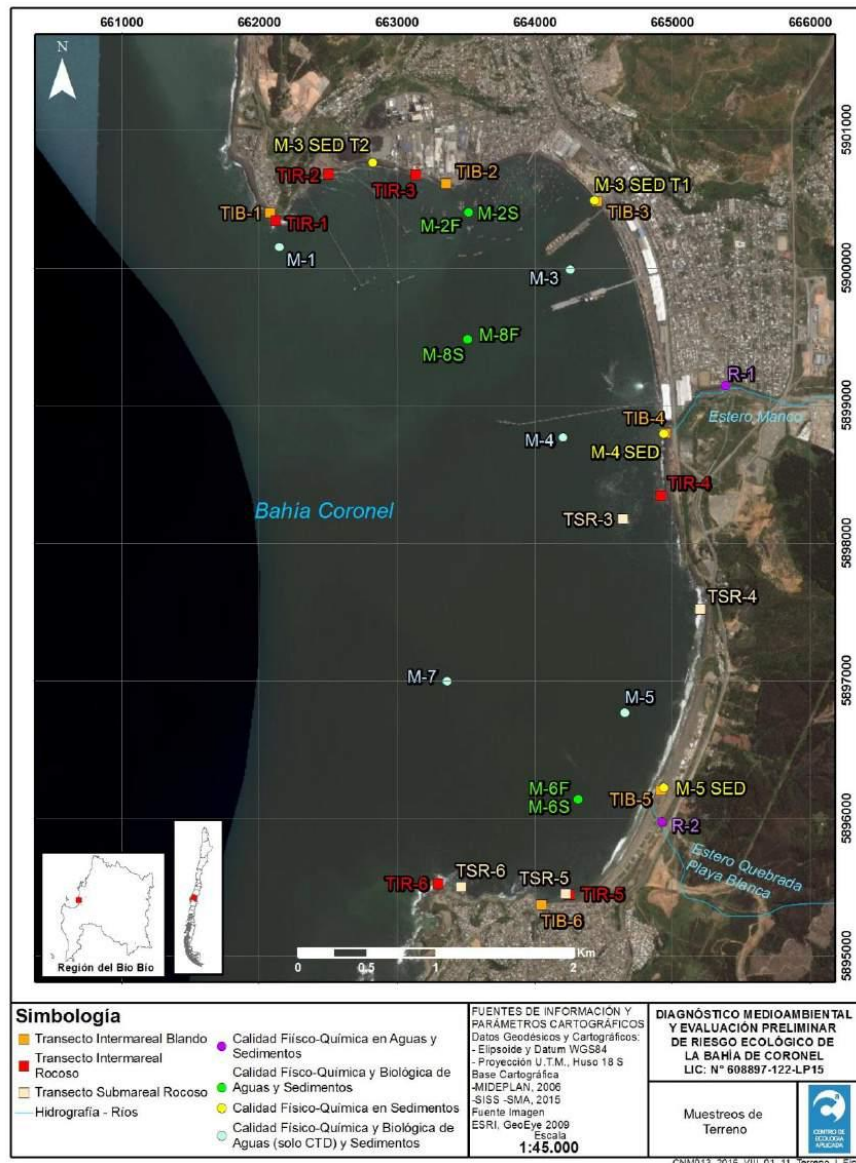 661000
662000
663000
664000
665000
666000
N
5901000
5900000
5899000
5898000
5897000
5896000
5895000
M-3 SED T2
TIR-2
TIR-3
TIB-2
M-3 SED T1
TIB-3
TIB-1
TIR-1
M-2F
M-2S
M-1
M-3
M-8F
M-8S
R-1
TIB-4
Estero Manco
M-4
M-4 SED
TIR-4
Bahía Coronel
TSR-3
TSR-4
M-7
M-5
M-6F
M-6S
TIB-5
M-5 SED
R-2
Estero Quebrada
Playa Blanca
TIR-6
TSR-6
TSR-5
TIR-5
TIB-6
Región del Bío Bío
Km
0
0.5
1
2
Simbología
Transecto Intermareal Blando
Transecto Intermareal
Rocoso
Transecto Submareal Rocoso
Hidrografía - Ríos
Calidad Fiísco-Química en Aguas y
Sedimentos
Calidad Físico-Química y Biológica de
Aguas y Sedimentos
Calidad Físico-Química en Sedimentos
Calidad Físico-Química y Biológica de
Aguas (solo CTD) y Sedimentos
FUENTES DE INFORMACIÓN Y
PARÁMETROS CARTOGRÁFICOS
Datos Geodésicos y Cartográficos:
- Elipsoide y Datum WGS84
- Proyección U.T.M., Huso 18 S
Base Cartográfica
-MIDEPLAN, 2006
-SISS -SMA, 2015
Fuente Imagen
ESRI, GeoEye 2009
Escala
1:45.000
DIAGNÓSTICO MEDIOAMBIENTAL
Y EVALUACIÓN PRELIMINAR
DE RIESGO ECOLÓGICO DE
LA BAHÍA DE CORONEL
LIC: N° 608897-122-LP15
Muestreos de
Terreno
CENTRO DE
ECOLOGIA
APLICADA